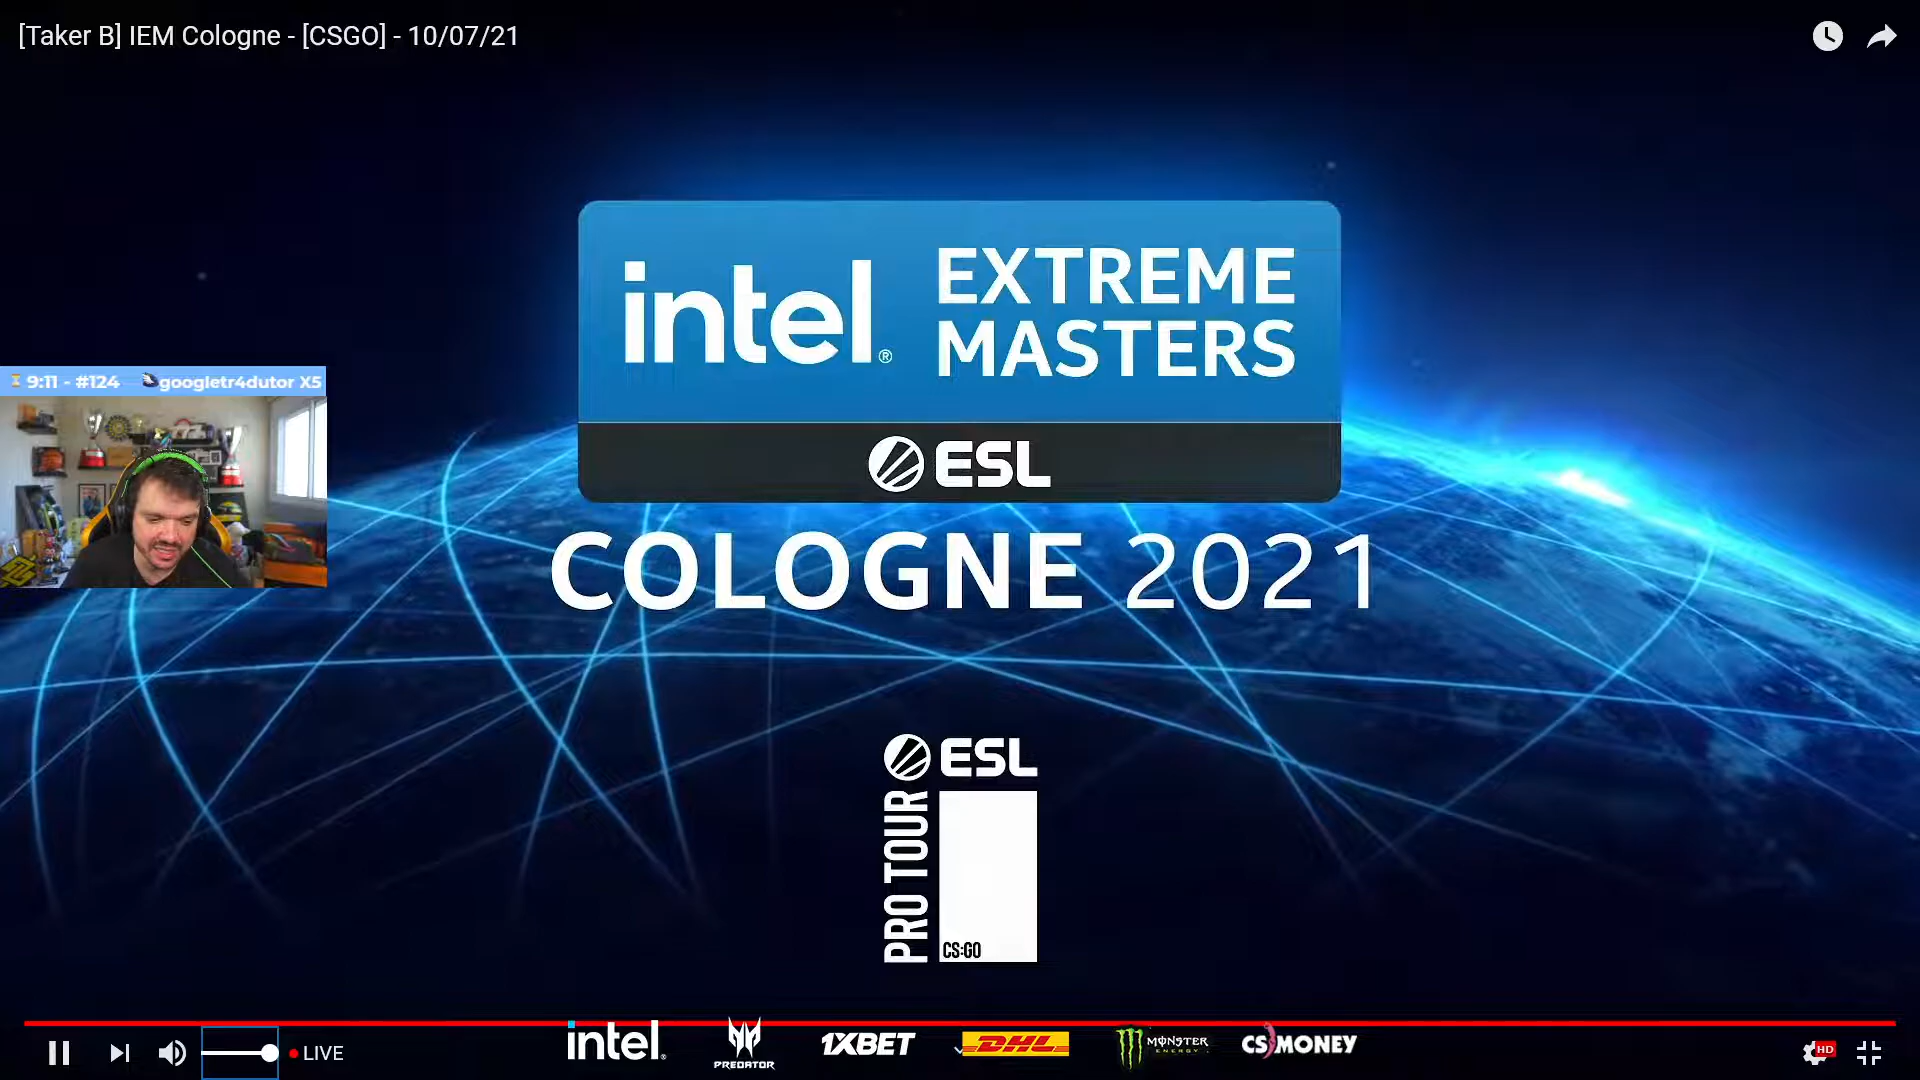 [Taker B] IEM Cologne - [CSGO] - 10/07/21
intel®
EXTREME
MASTERS
ESL
COLOGNE 2021
9:11 - #124 googletr4dutor X5
ESL
PRO TOUR
CS:GO
LIVE
intel.
PREDATOR
1XBET
DHL
MONSTER
ENERGY
CS MONEY
HD